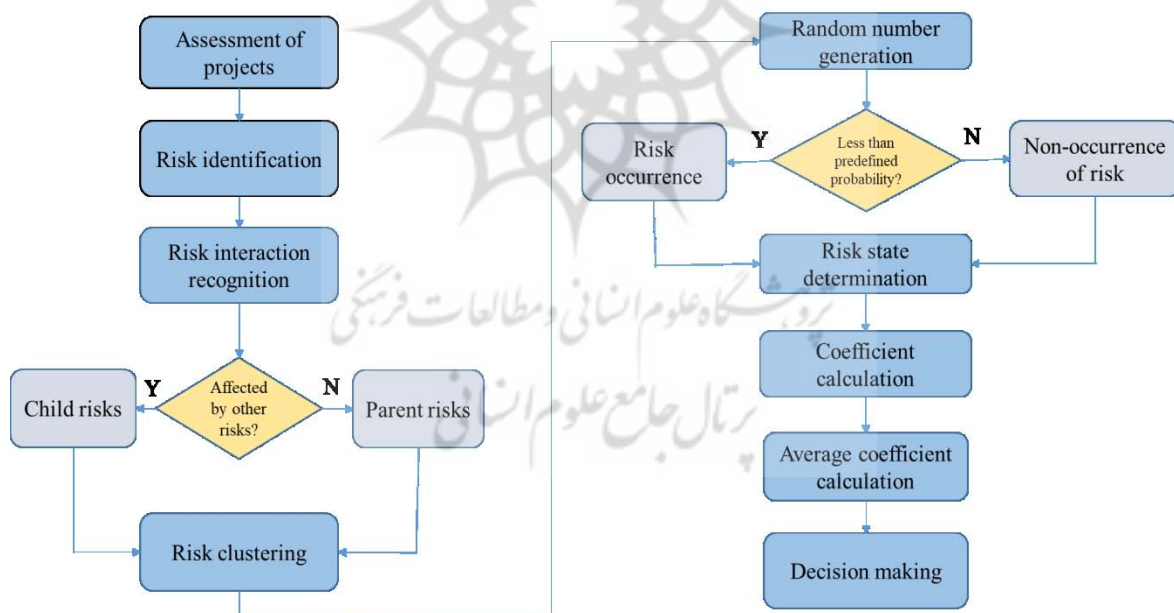 Assessment of
projects
Risk identification
Risk interaction
recognition
Y
Affected
by other
risks?
N
Child risks
Parent risks
Risk clustering
Random number
generation
Y
Less than
predefined
probability?
N
Risk
occurrence
Non-occurrence
of risk
Risk state
determination
Coefficient
calculation
Average coefficient
calculation
Decision making
پژوهشگاه علوم انسانی و مطالعات فرهنگی
پرتال جامع علوم انسانی